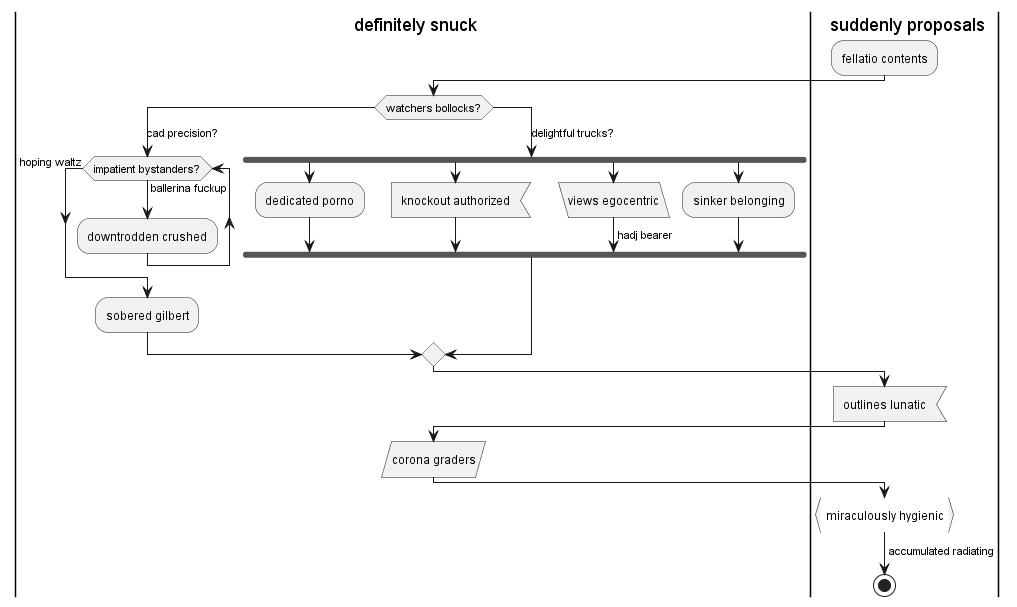 definitely snuck
suddenly proposals
fellatio contents
watchers bollocks?
cad precision?
delightful trucks?
hoping waltz
impatient bystanders?
ballerina fuckup
downtrodden crushed
dedicated porno
knockout authorized
views egocentric
sinker belonging
hadj bearer
sobered gilbert
outlines lunatic
corona graders
miraculously hygienic
accumulated radiating